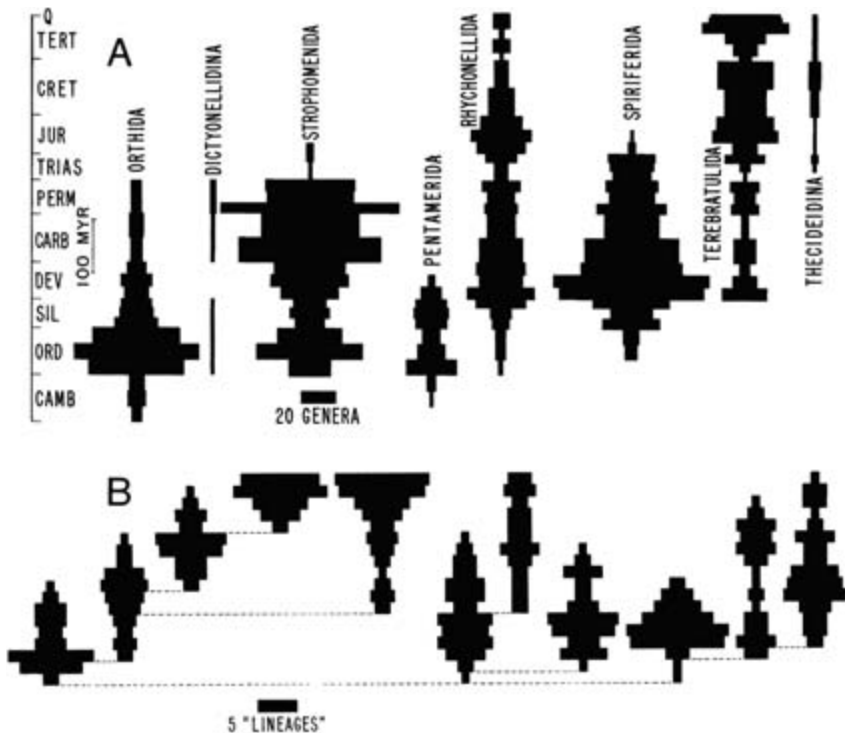 A
Q
TERT
CRET
JUR
TRIAS
PERM
CARB
DEV
SIL
ORD
CAMB
100 MYR
ORTHIDA
DICTYONELLIDINA
STROPHOMENIDA
PENTAMERIDA
RHYCHONELLIDA
SPIRIFERIDA
TEREBRATULIDA
THECIDEIDINA
20 GENERA
B
5 "LINEAGES"